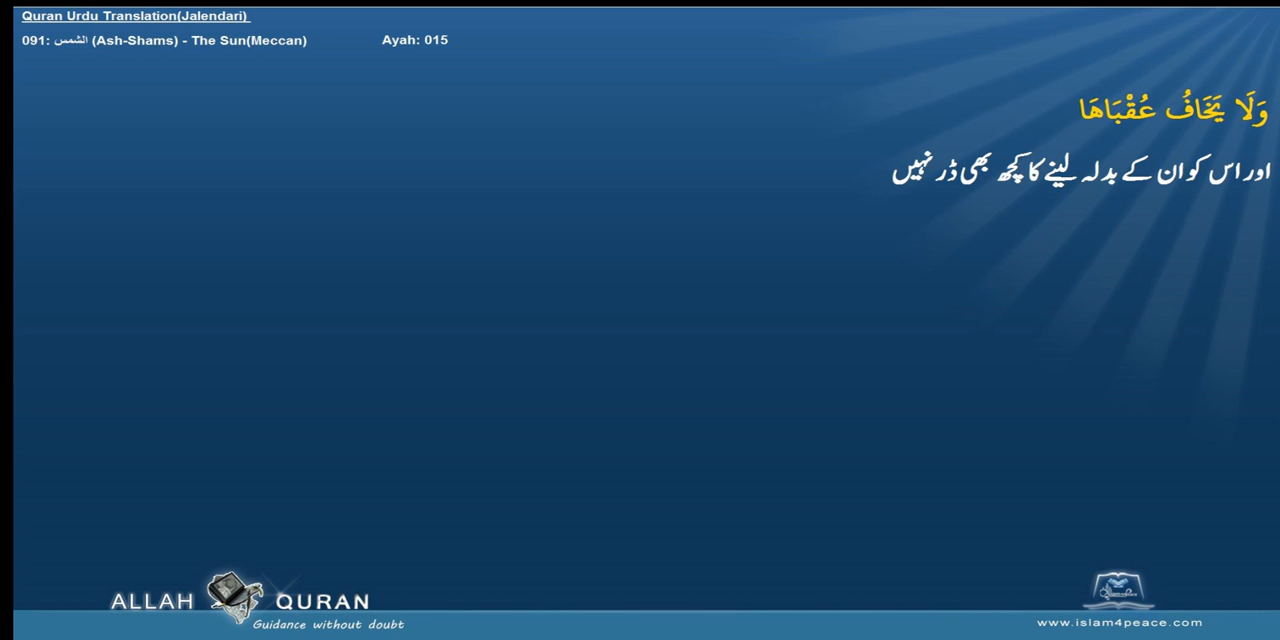 Quran Urdu Translation(Jalendari)
091: الشمس (Ash-Shams) - The Sun(Meccan) Ayah: 015
وَلَا يَخَافُ عُقْبَاهَا
اور اس کو ان کے بدلہ لینے کا کچھ بھی ڈر نہیں
ALLAH QURAN
Guidance without doubt
www.islam4peace.com